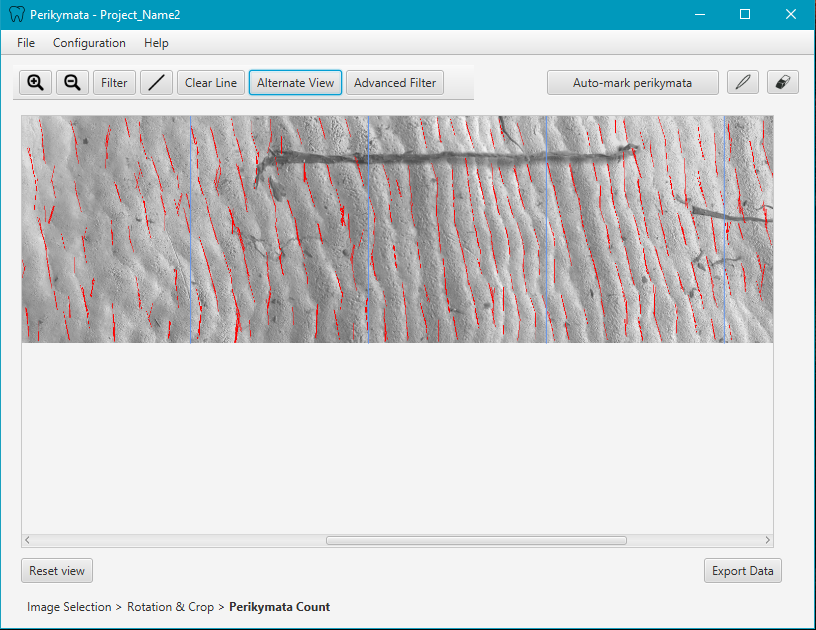 Perikymata - Project_Name2
File Configuration Help
Filter Clear Line Alternate View Advanced Filter Auto-mark perikymata
Reset view Export Data
Image Selection > Rotation & Crop > Perikymata Count